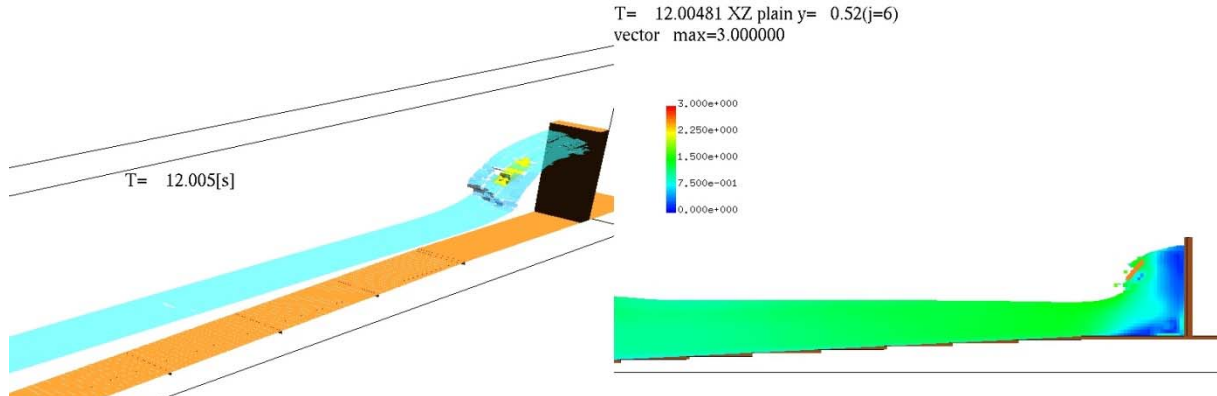 T= 12.005[s]
T= 12.00481 XZ plain y= 0.52(j=6)
vector max=3.000000
3.000e+000
2.250e+000
1.500e+000
7.500e-001
0.000e+000